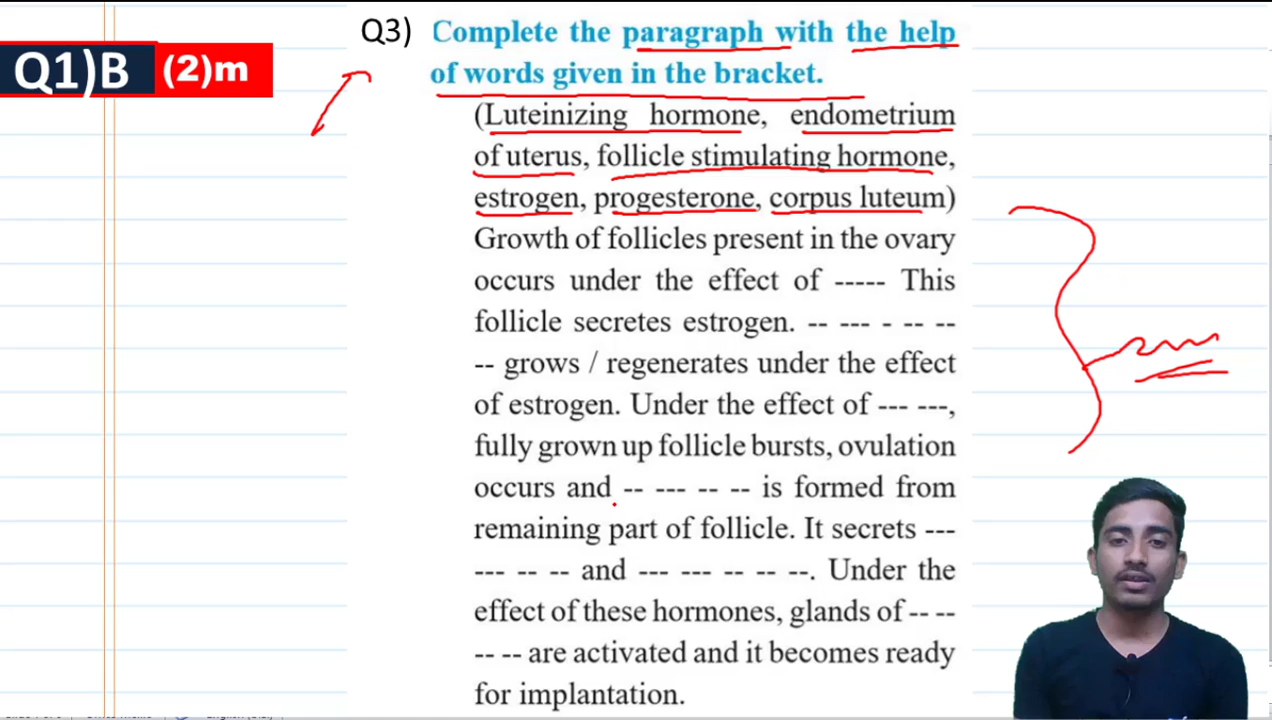 Q3) Complete the paragraph with the help
Q1)B (2)m
of words given in the bracket.
(Luteinizing hormone, endometrium
of uterus, follicle stimulating hormone,
estrogen, progesterone, corpus luteum)
Growth of follicles present in the ovary
occurs under the effect of ----- This
follicle secretes estrogen. -- --- - -- --
-- grows / regenerates under the effect
of estrogen. Under the effect of --- ---,
fully grown up follicle bursts, ovulation
occurs and -- --- -- -- is formed from
remaining part of follicle. It secrets ---
--- -- -- and --- --- -- -- --. Under the
effect of these hormones, glands of -- --
-- -- are activated and it becomes ready
for implantation.